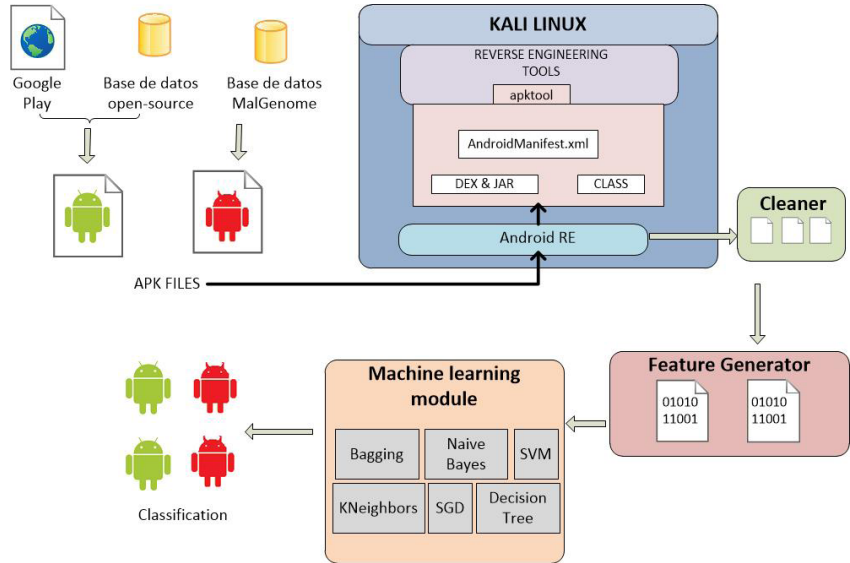 Google
Play
Base de datos
open-source
Base de datos
MalGenome
APK FILES
KALI LINUX
REVERSE ENGINEERING
TOOLS
apktool
AndroidManifest.xml
DEX & JAR
CLASS
Android RE
Cleaner
Feature Generator
01010
11001
01010
11001
Machine learning
module
Bagging
Naive
Bayes
SVM
KNeighbors
SGD
Decision
Tree
Classification